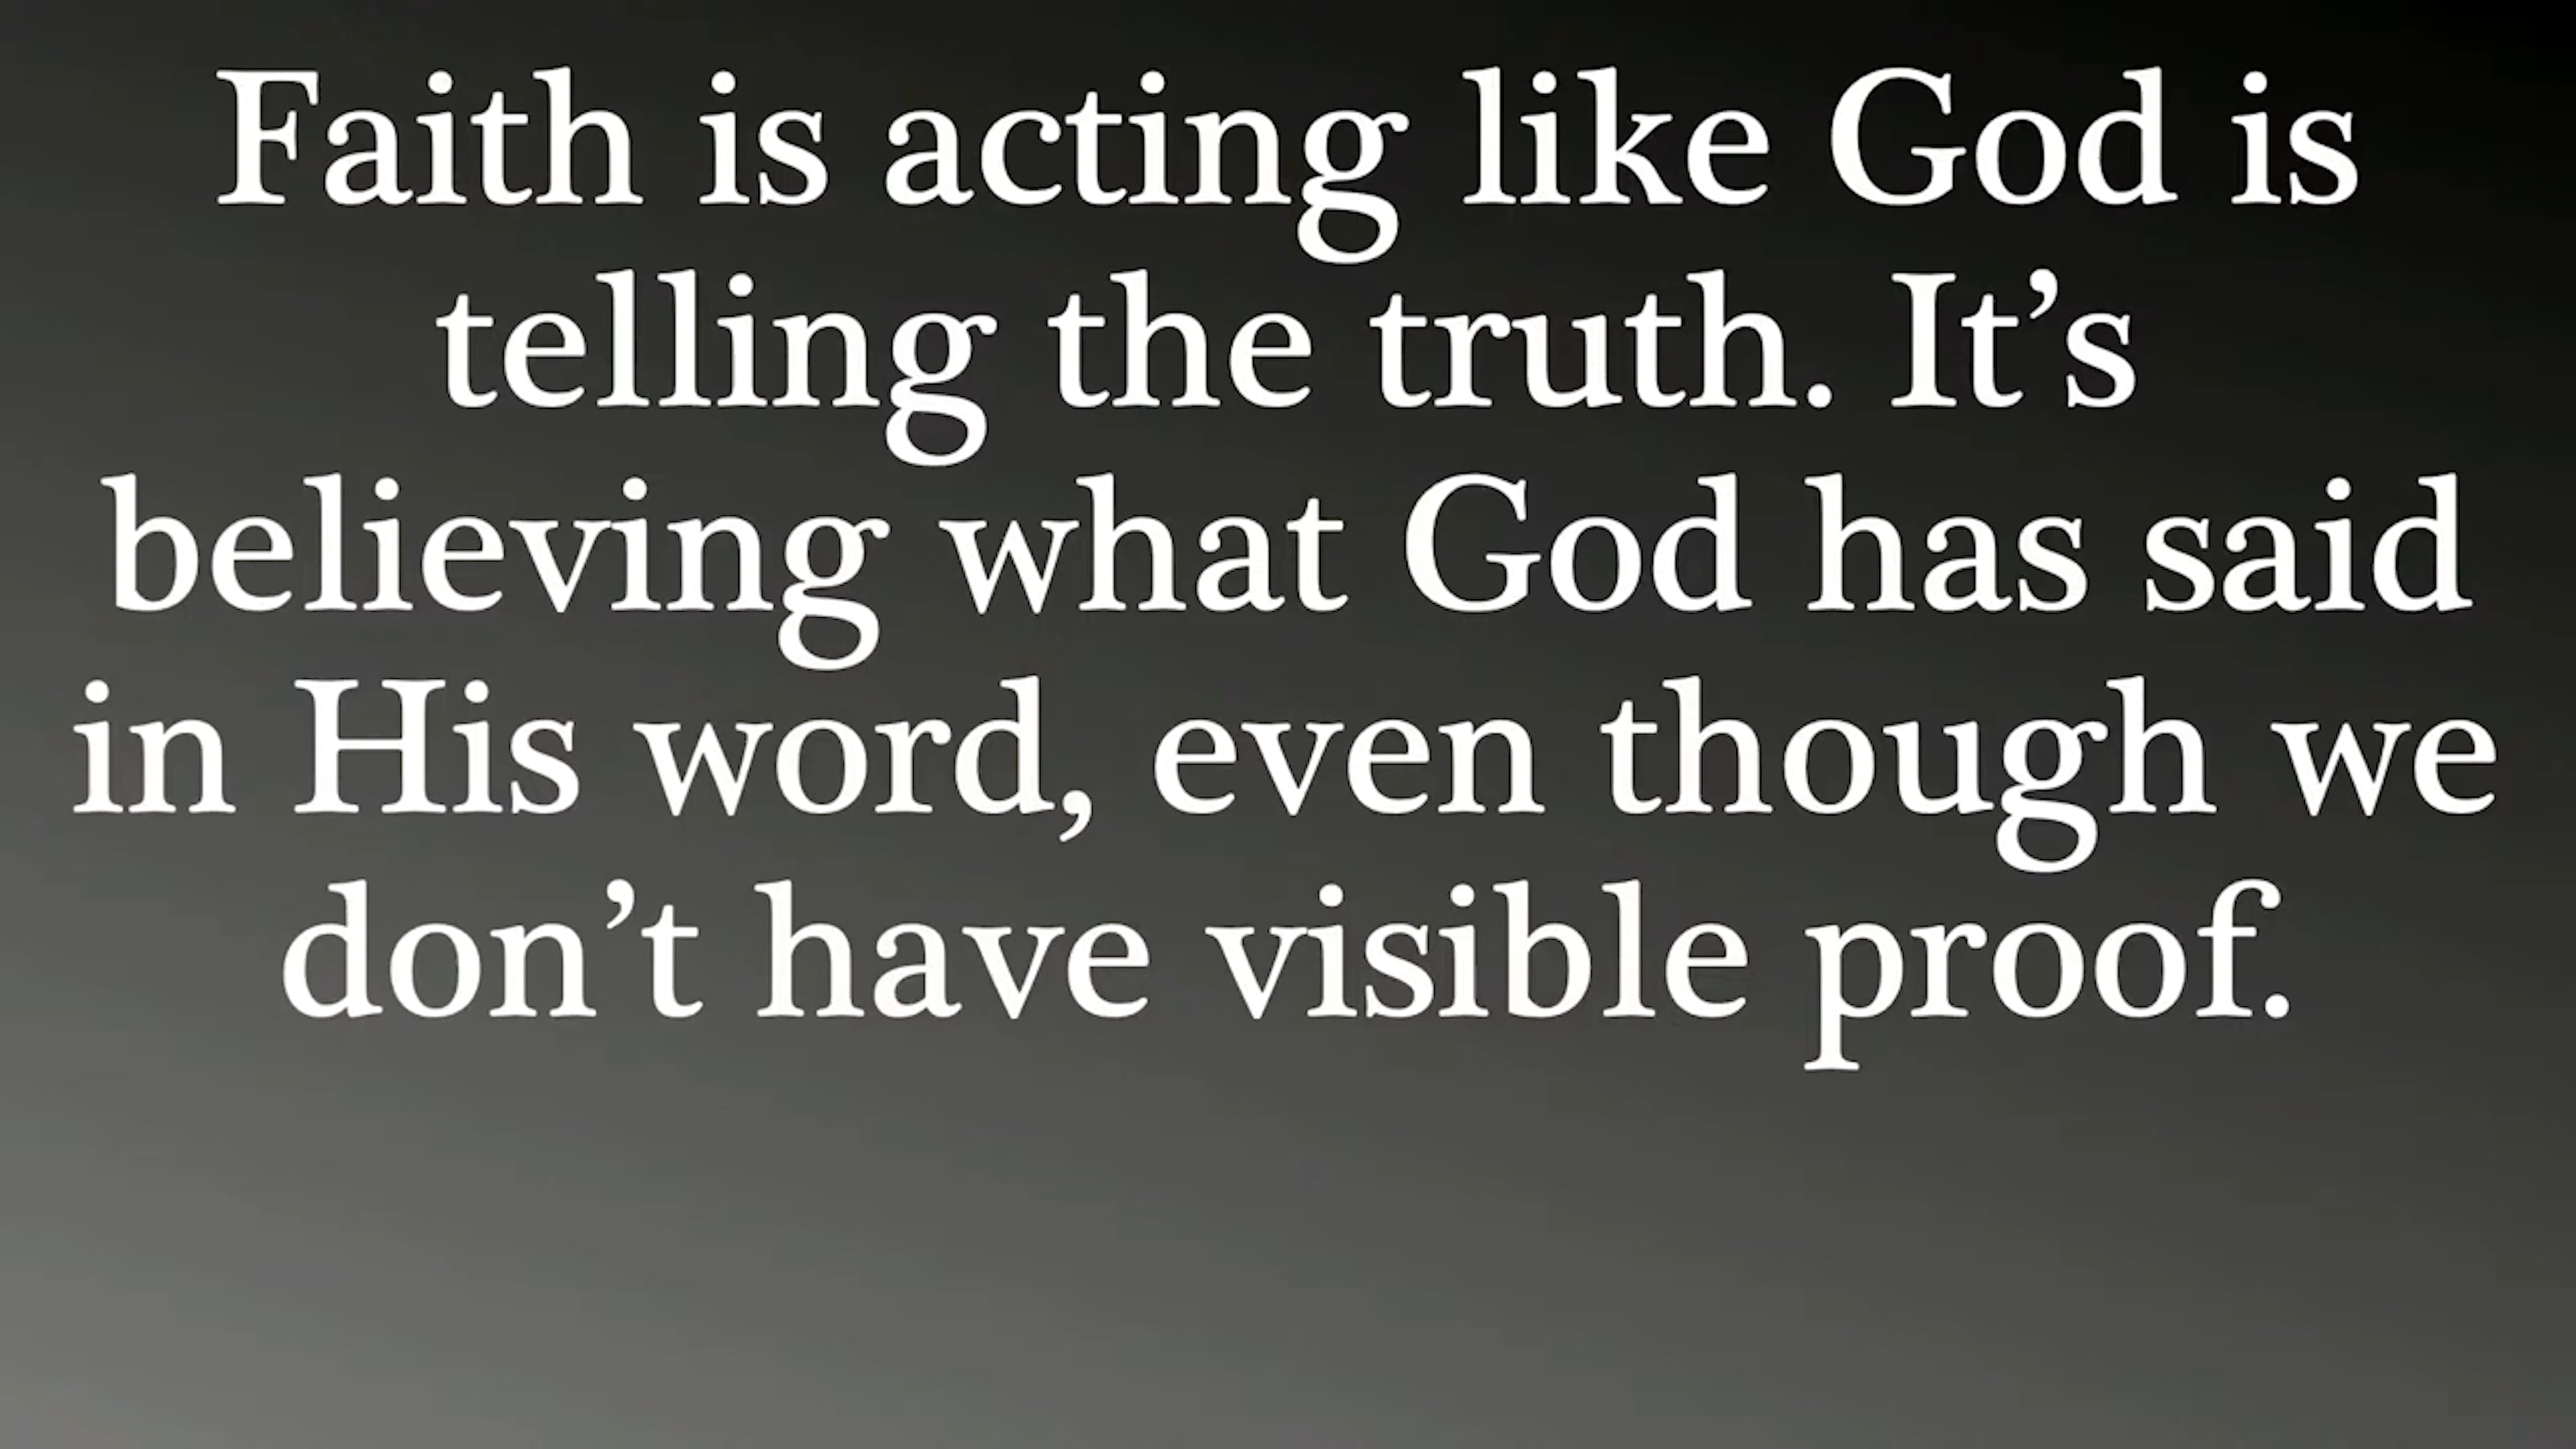 Faith is acting like God is
telling the truth. It’s
believing what God has said
in His word, even though we
don’t have visible proof.